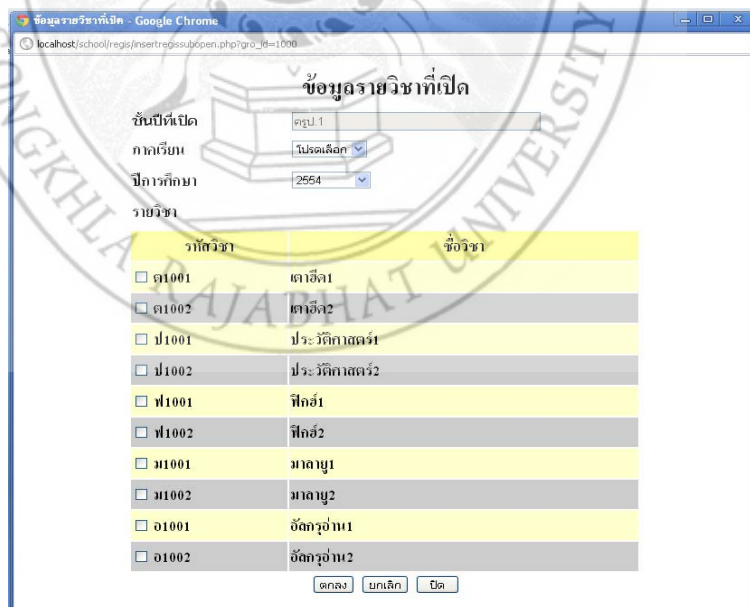 ข้อมูลรายวิชาที่เปิด - Google Chrome
localhost/school/regis/insertregissubopen.php?gro_id=1000
ข้อมูลรายวิชาที่เปิด
ชั้นปีที่เปิด ตรูป.1
ภาคเรียน โปรดเลือก
ปีการศึกษา 2554
รายวิชา
รหัสวิชา ชื่อวิชา
ต1001 เตาฮีด1
ต1002 เตาฮีด2
ป1001 ประวัติศาสตร์1
ป1002 ประวัติศาสตร์2
ฟ1001 ฟิกฮ์1
ฟ1002 ฟิกฮ์2
ม1001 มาลายู1
ม1002 มาลายู2
อ1001 อัลกุรอ่าน1
อ1002 อัลกุรอ่าน2
ตกลง ยกเลิก ปิด
SONGKHLA RAJABHAT UNIVERSITY